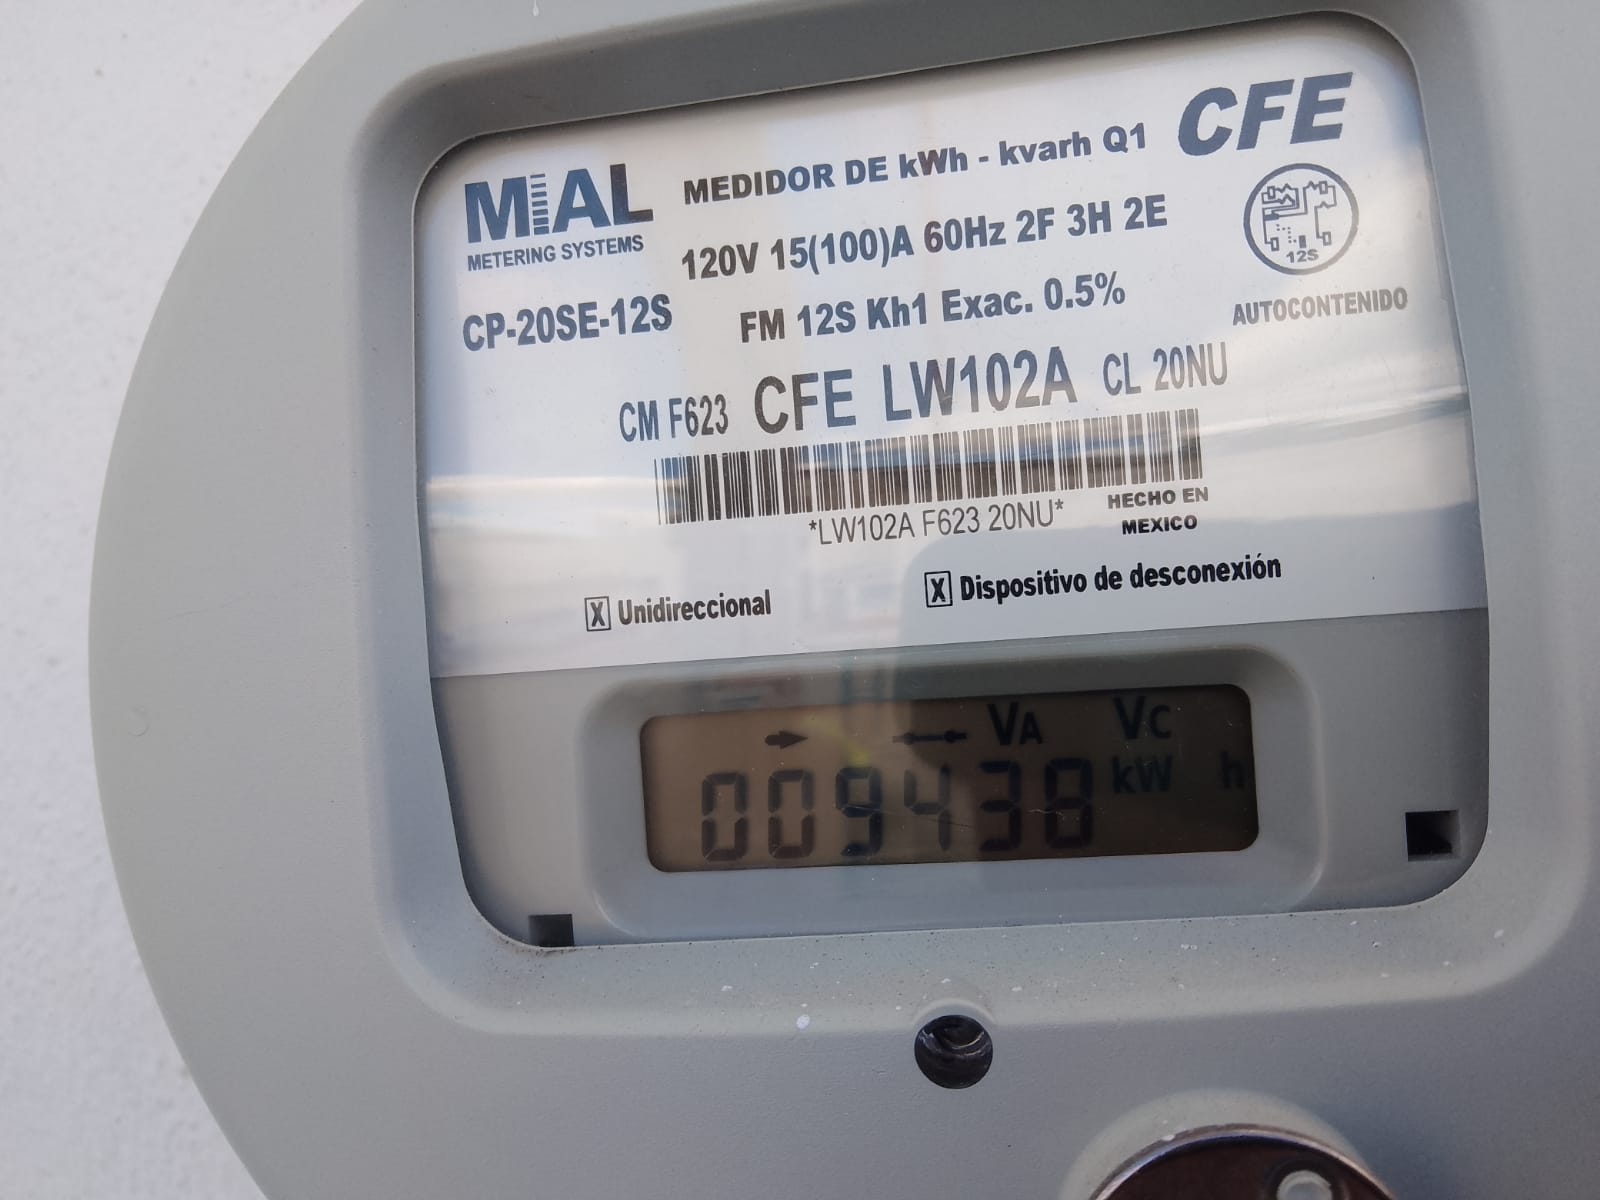 CFE
MIAL
METERING SYSTEMS
MEDIDOR DE kWh - kvarh Q1
120V 15(100)A 60Hz 2F 3H 2E
12S
CP-20SE-12S
FM 12S Kh1 Exac. 0.5%
AUTOCONTENIDO
CM F623 CFE LW102A CL 20NU
*LW102A F623 20NU*
HECHO EN
MEXICO
X Unidireccional
X Dispositivo de desconexión
VA VC
009438 kW h